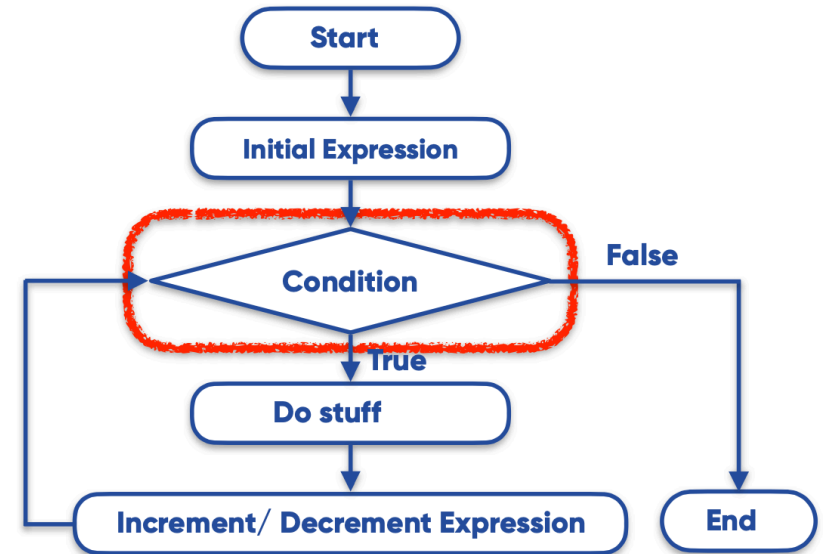 Start
Initial Expression
Condition
False
True
Do stuff
Increment/ Decrement Expression
End